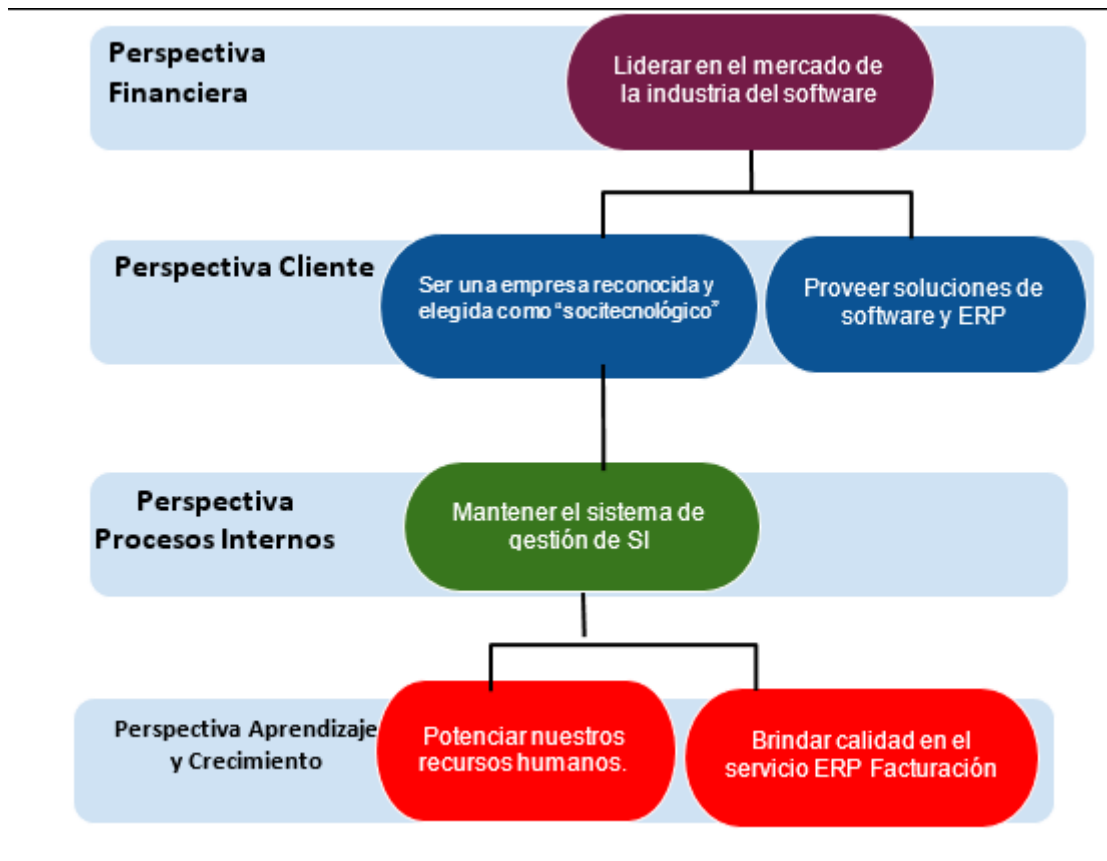 Perspectiva
Financiera
Liderar en el mercado de
la industria del software
Perspectiva Cliente
Ser una empresa reconocida y
elegida como “socitecnológico”
Proveer soluciones de
software y ERP
Perspectiva
Procesos Internos
Mantener el sistema de
gestión de SI
Perspectiva Aprendizaje
y Crecimiento
Potenciar nuestros
recursos humanos.
Brindar calidad en el
servicio ERP Facturación